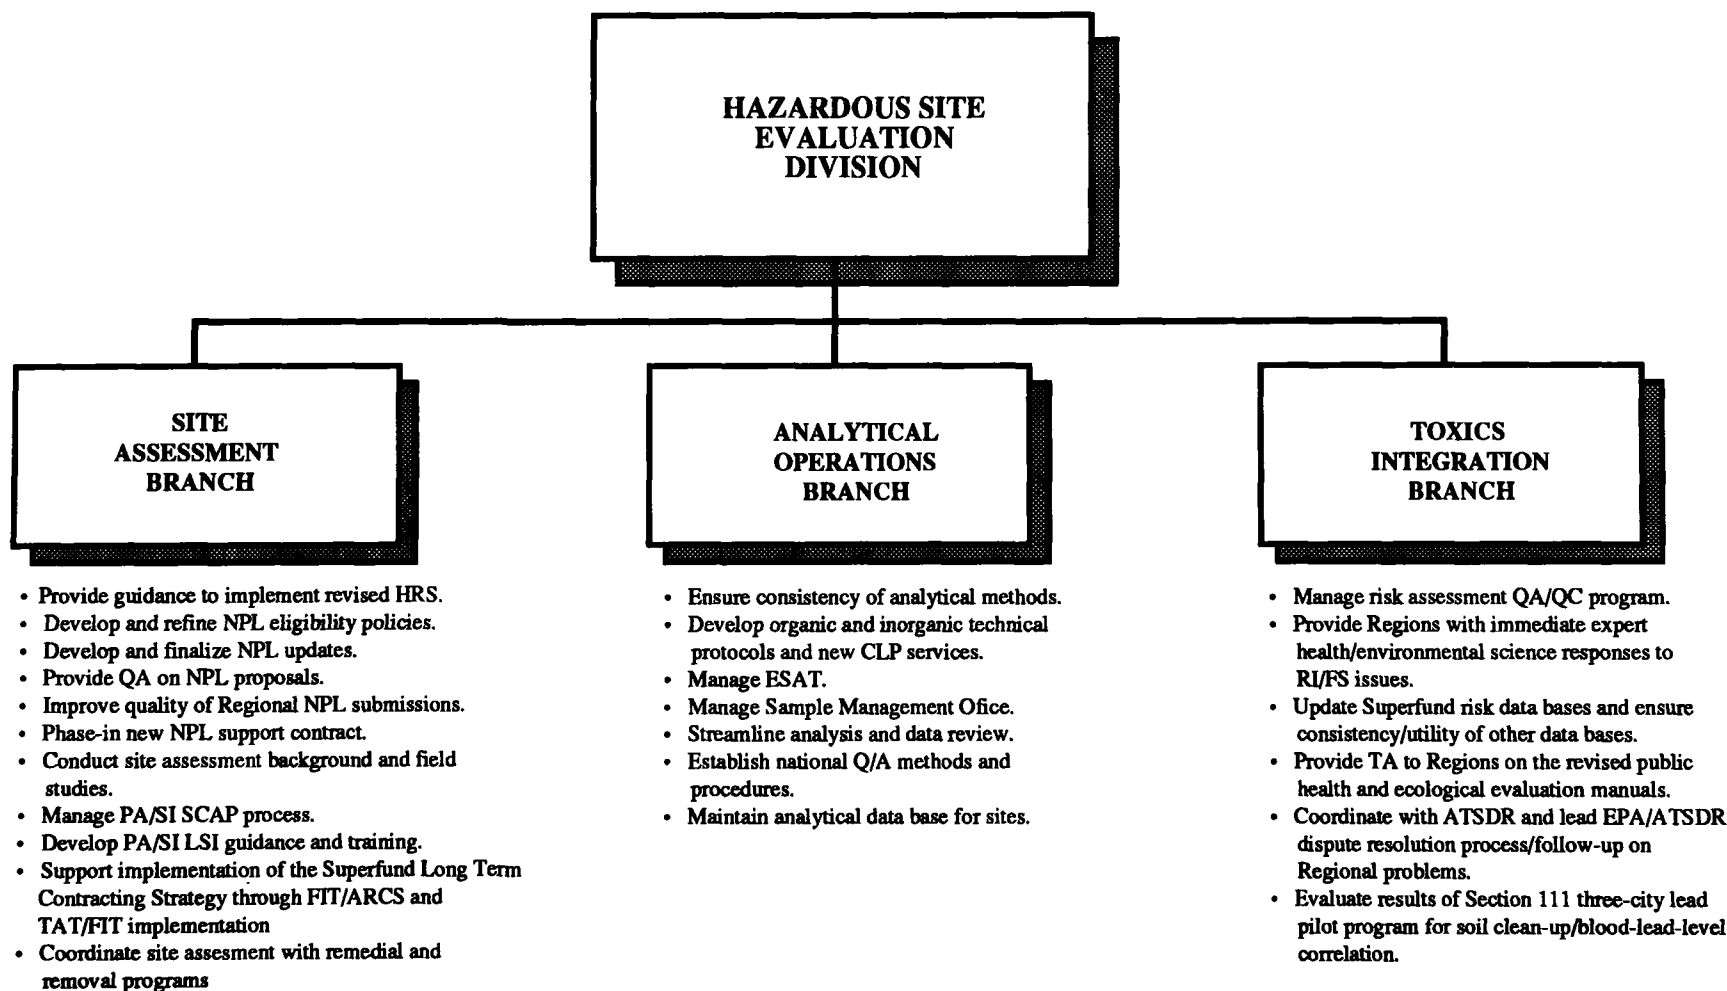 HAZARDOUS SITE
EVALUATION
DIVISION
SITE
ASSESSMENT
BRANCH
• Provide guidance to implement revised HRS.
• Develop and refine NPL eligibility policies.
• Develop and finalize NPL updates.
• Provide QA on NPL proposals.
• Improve quality of Regional NPL submissions.
• Phase-in new NPL support contract.
• Conduct site assessment background and field
studies.
• Manage PA/SI SCAP process.
• Develop PA/SI LSI guidance and training.
• Support implementation of the Superfund Long Term
Contracting Strategy through FIT/ARCS and
TAT/FIT implementation
• Coordinate site assesment with remedial and
removal programs
ANALYTICAL
OPERATIONS
BRANCH
• Ensure consistency of analytical methods.
• Develop organic and inorganic technical
protocols and new CLP services.
• Manage ESAT.
• Manage Sample Management Ofice.
• Streamline analysis and data review.
• Establish national Q/A methods and
procedures.
• Maintain analytical data base for sites.
TOXICS
INTEGRATION
BRANCH
• Manage risk assessment QA/QC program.
• Provide Regions with immediate expert
health/environmental science responses to
RI/FS issues.
• Update Superfund risk data bases and ensure
consistency/utility of other data bases.
• Provide TA to Regions on the revised public
health and ecological evaluation manuals.
• Coordinate with ATSDR and lead EPA/ATSDR
dispute resolution process/follow-up on
Regional problems.
• Evaluate results of Section 111 three-city lead
pilot program for soil clean-up/blood-lead-level
correlation.